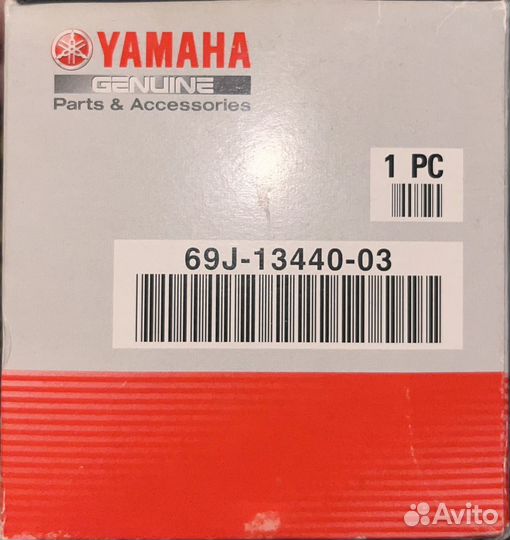 YAMAHA
GENUINE
Parts & Accessories
1 PC
69J-13440-03
Avito